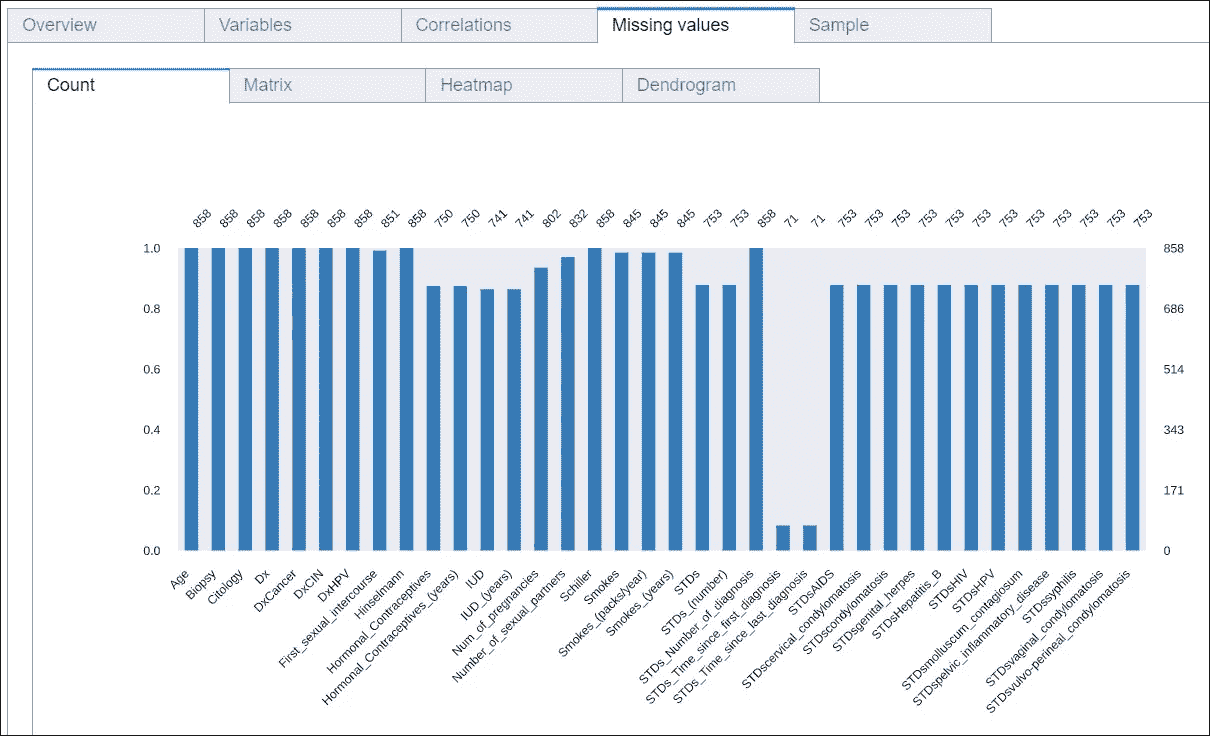 Overview Variables Correlations Missing values Sample
Count Matrix Heatmap Dendrogram
858 858 858 858 858 858 858 851 858 750 750 741 741 802 832 858 845 845 845 753 753 858 71 71 753 753 753 753 753 753 753 753 753 753 753 753
1.0 858
0.8 686
0.6 514
0.4 343
0.2 171
0.0 0
Age
Biopsy
Citology
Dx
DxCancer
DxCIN
DxHPV
First_sexual_intercourse
Hinselmann
Hormonal_Contraceptives
Hormonal_Contraceptives_(years)
IUD
IUD_(years)
Num_of_pregnancies
Number_of_sexual_partners
Schiller
Smokes
Smokes_(packs/year)
Smokes_(years)
STDs
STDs_(number)
STDs_Number_of_diagnosis
STDs_Time_since_first_diagnosis
STDs_Time_since_last_diagnosis
STDsAIDS
STDscervical_condylomatosis
STDscondylomatosis
STDsgenital_herpes
STDsHepatitis_B
STDsHIV
STDsHPV
STDsmolluscum_contagiosum
STDspelvic_inflammatory_disease
STDssyphilis
STDsvaginal_condylomatosis
STDsvulvo-perineal_condylomatosis